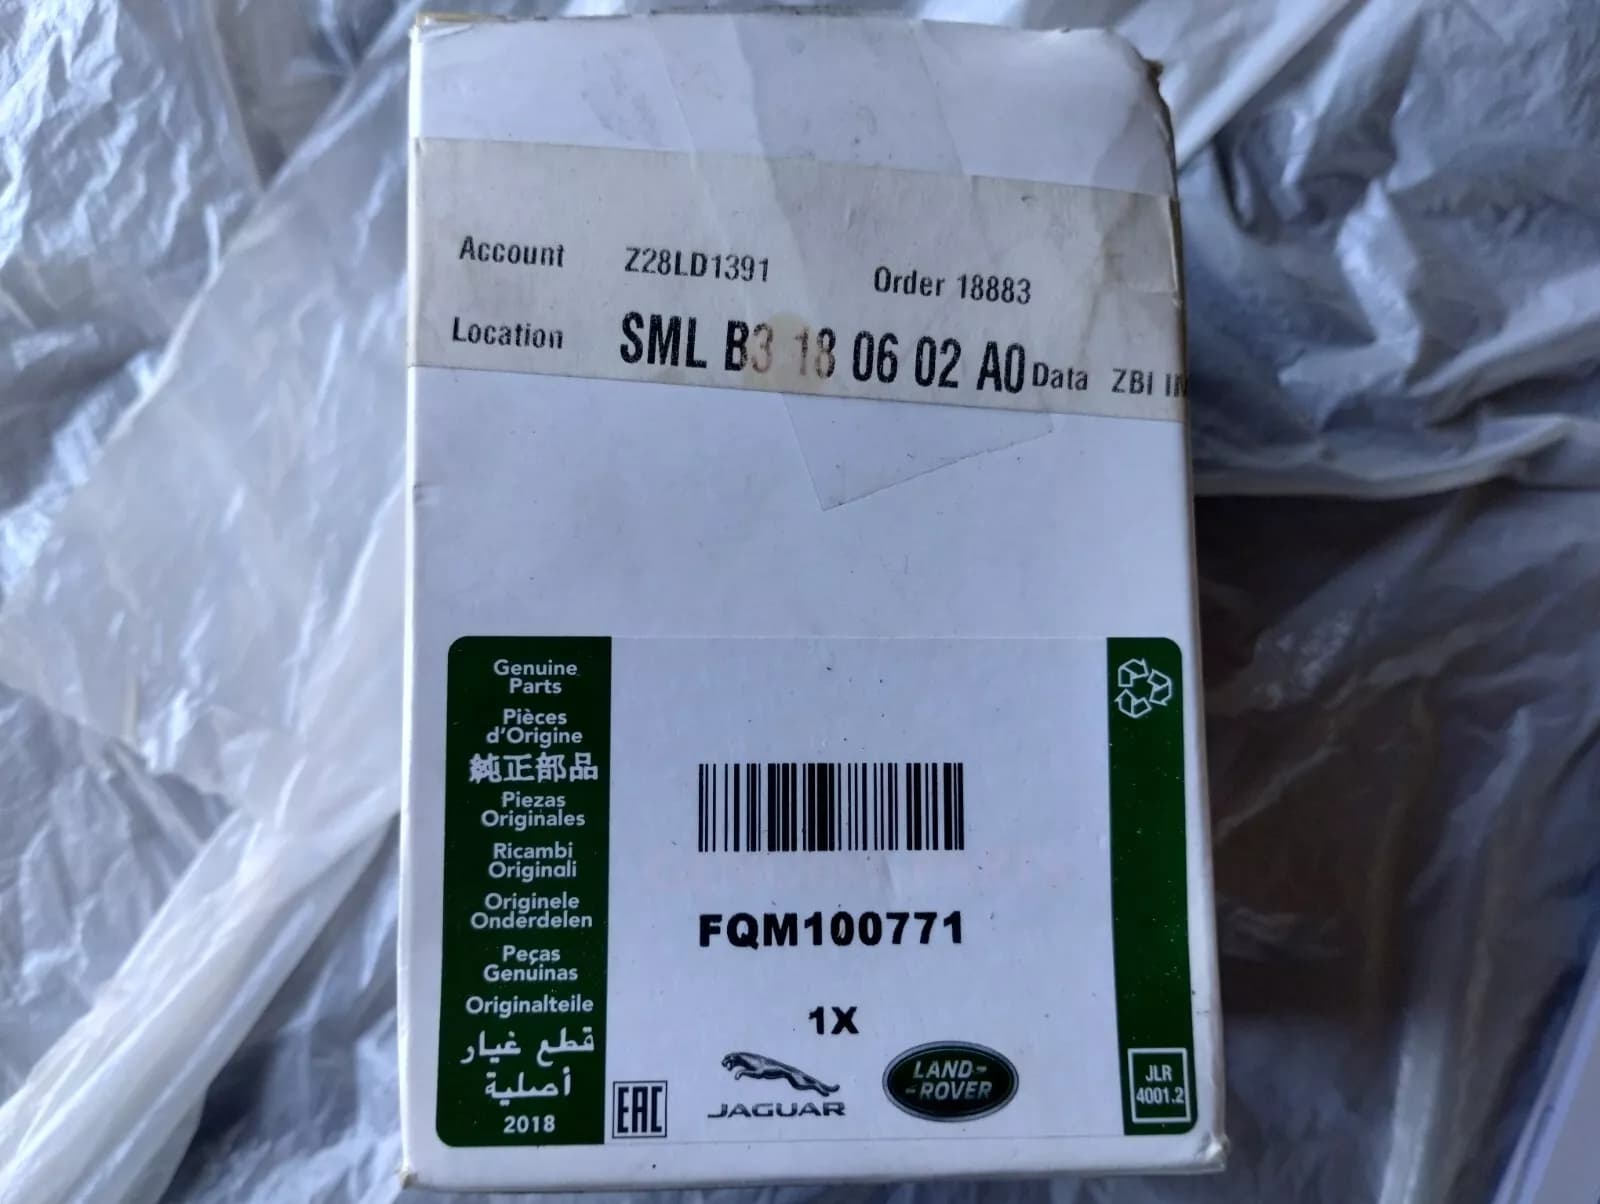 Account Z28LD1391 Order 18883
Location SML B3 18 06 02 A0 Data ZBI
Genuine
Parts
Pièces
d'Origine
純正部品
Piezas
Originales
Ricambi
Originali
Originele
Onderdelen
Peças
Genuínas
Originalteile
قطع غيار
أصلية
2018
FQM100771
1X
EAC
JAGUAR
LAND-
-ROVER
JLR
4001.2